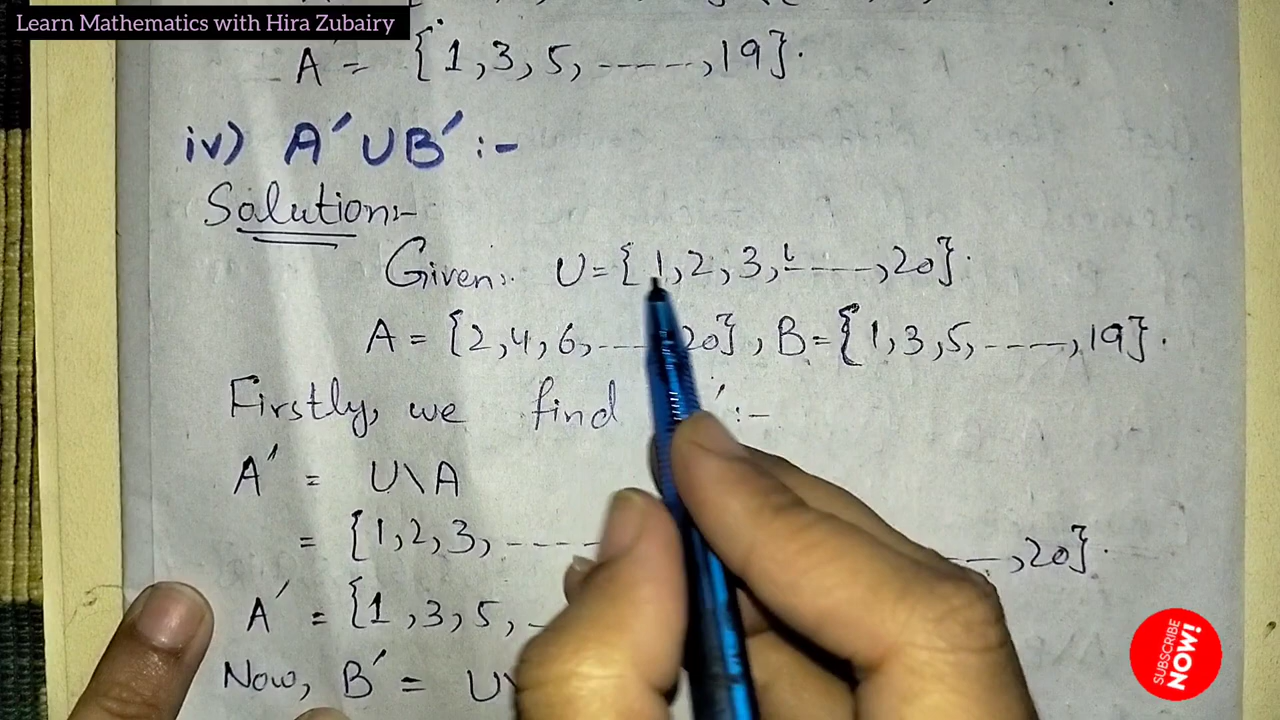 Learn Mathematics with Hira Zubairy
A' = {1,3,5,-----,19}.
iv) A'UB':-
Solution:-
Given:. U={1,2,3,-----,20}.
A = {2,4,6,---- 20}, B={1,3,5,-----,19}.
Firstly, we find ':-
A' = U\A
= {1,2,3,---- ---,20}.
A' = {1,3,5,-
Now, B' = U\
SUBSCRIBE
NOW!